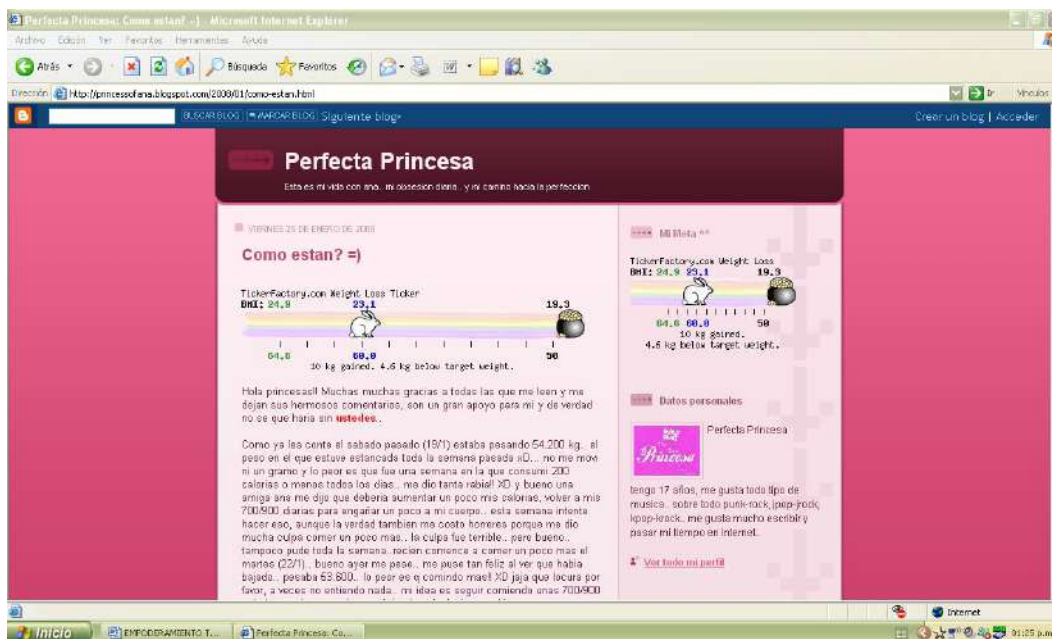 Perfecta Princesa: Como estan? =) - Microsoft Internet Explorer
Archivo Edición Ver Favoritos Herramientas Ayuda
Atrás Búsqueda Favoritos
Dirección http://princessofana.blogspot.com/2008/01/como-estan.html Ir Vínculos
BUSCAR BLOG MARCAR BLOG Siguiente blog» Crear un blog | Acceder
Perfecta Princesa
Esta es mi vida con ana.. mi obsesion diaria.. y mi camino hacia la perfeccion
VIERNES 25 DE ENERO DE 2008
Como estan? =)
TickerFactory.com Weight Loss Ticker
BMI: 24.9 23.1 19.3
64.6 60.0 50
10 kg gained. 4.6 kg below target weight.
Hola princesas!! Muchas muchas gracias a todas las que me leen y me
dejan sus hermosos comentarios, son un gran apoyo para mi y de verdad
no se que haria sin ustedes..
Como ya les conte el sabado pasado (19/1) estaba pesando 54.200 kg.. el
peso en el que estuve estancada toda la semana pasada xD... no me movi
ni un gramo y lo peor es que fue una semana en la que consumi 200
calorias o menos todos los dias.. me dio tanta rabia!! XD y bueno una
amiga ana me dijo que deberia aumentar un poco mis calorias, volver a mis
700/900 diarias para engañar un poco a mi cuerpo.. esta semana intente
hacer eso, aunque la verdad tambien me costo horrores porque me dio
mucha culpa comer un poco mas.. la culpa fue terrible.. pero bueno..
tampoco pude toda la semana..recien comence a comer un poco mas el
martes (22/1).. bueno ayer me pese.. me puse tan feliz al ver que habia
bajado.. pesaba 53.600.. lo peor es q comindo mas!! XD jaja que locura por
favor, a veces no entiendo nada.. mi idea es seguir comiendo unas 700/900
Mi Meta ^^
TickerFactory.com Weight Loss
BMI: 24.9 23.1 19.3
64.6 60.0 50
10 kg gained.
4.6 kg below target weight.
Datos personales
Princesa
Perfecta Princesa
tengo 17 años, me gusta todo tipo de
musica.. sobre todo punk-rock, jpop-jrock,
kpop-krock.. me gusta mucho escribir y
pasar mi tiempo en internet..
Ver todo mi perfil
Internet
Inicio EMPODERAMIENTO T... Perfecta Princesa: Co... 01:25 p.m.